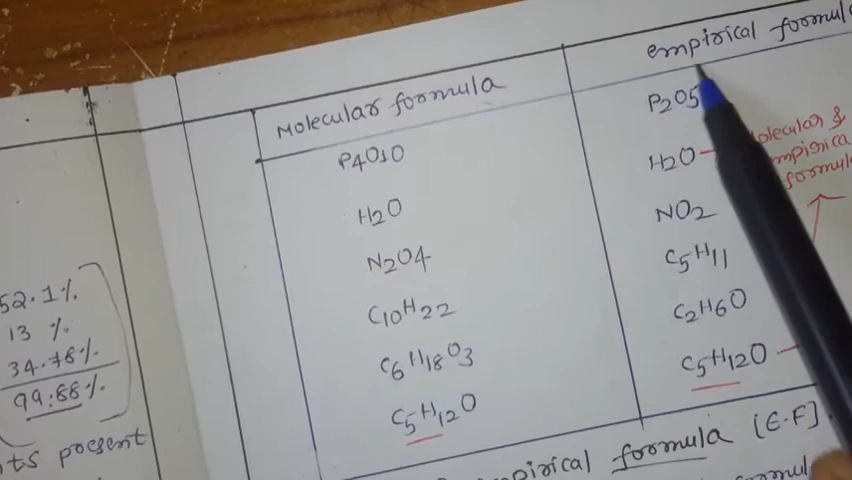 Molecular formula empirical formula
P4O10 P2O5
H2O H2O
NO2
N2O4
C5H11
C10H22
C2H6O
C6H18O3
C5H12O
C5H12O
Molecular &
formula
52.1%
13 %
34.78%
99.88%
nts present
empirical formula [E.F].